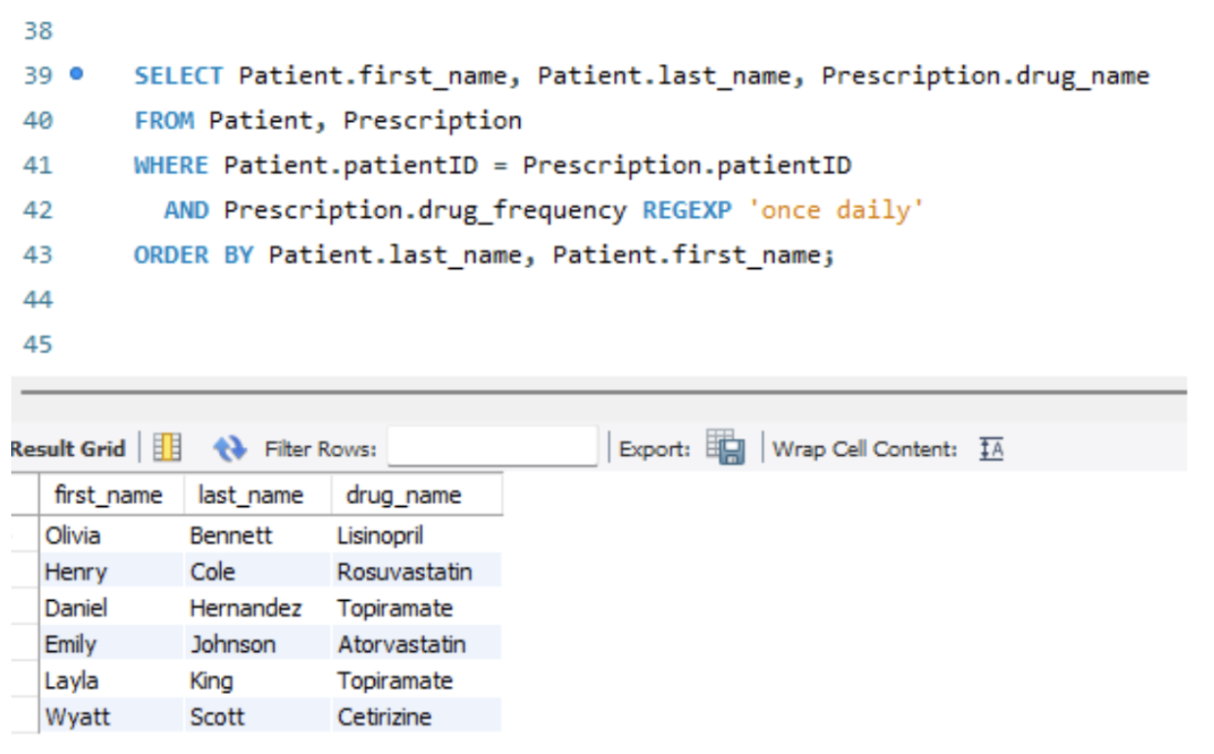 38
39 SELECT Patient.first_name, Patient.last_name, Prescription.drug_name
40 FROM Patient, Prescription
41 WHERE Patient.patientID = Prescription.patientID
42 AND Prescription.drug_frequency REGEXP 'once daily'
43 ORDER BY Patient.last_name, Patient.first_name;
44
45
Result Grid Filter Rows: Export: Wrap Cell Content: IA
first_name last_name drug_name
Olivia Bennett Lisinopril
Henry Cole Rosuvastatin
Daniel Hernandez Topiramate
Emily Johnson Atorvastatin
Layla King Topiramate
Wyatt Scott Cetirizine